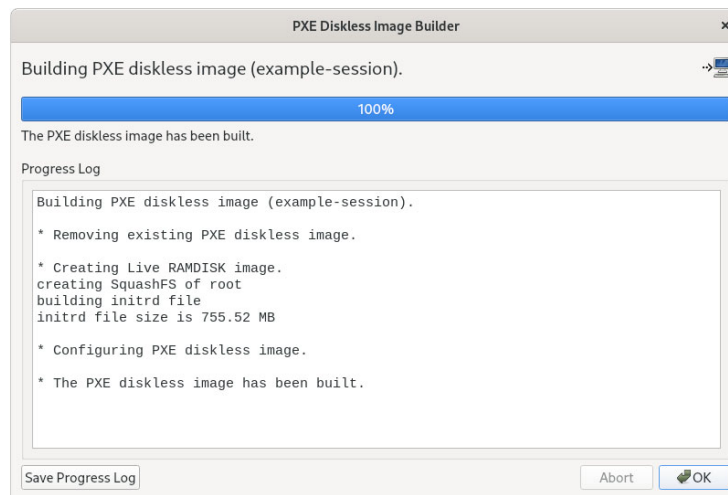 PXE Diskless Image Builder
Building PXE diskless image (example-session).
100%
The PXE diskless image has been built.
Progress Log
Building PXE diskless image (example-session).
* Removing existing PXE diskless image.
* Creating Live RAMDISK image.
creating SquashFS of root
building initrd file
initrd file size is 755.52 MB
* Configuring PXE diskless image.
* The PXE diskless image has been built.
Save Progress Log
Abort
OK